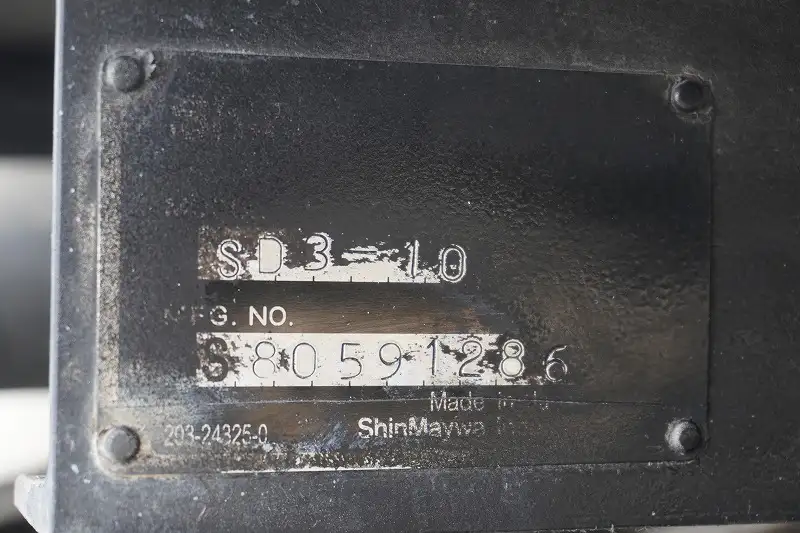 SD3-10
MFG. NO.
S80591286
Made in
203-24325-0
ShinMaywa